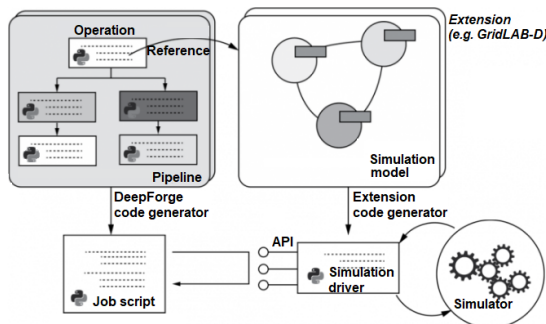 Operation
Reference
Pipeline
Extension
(e.g. GridLAB-D)
Simulation
model
DeepForge
code generator
Extension
code generator
API
Job script
Simulation
driver
Simulator